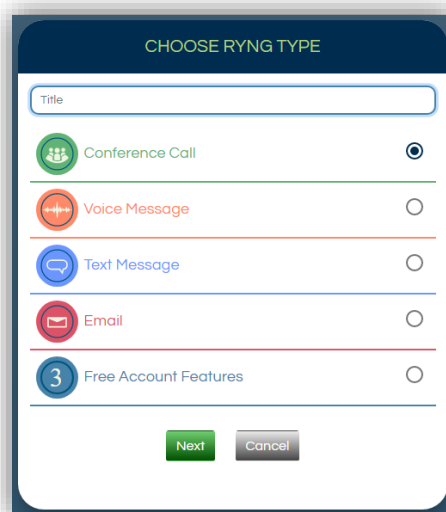 CHOOSE RYNG TYPE
Title
Conference Call
Voice Message
Text Message
Email
3 Free Account Features
Next Cancel